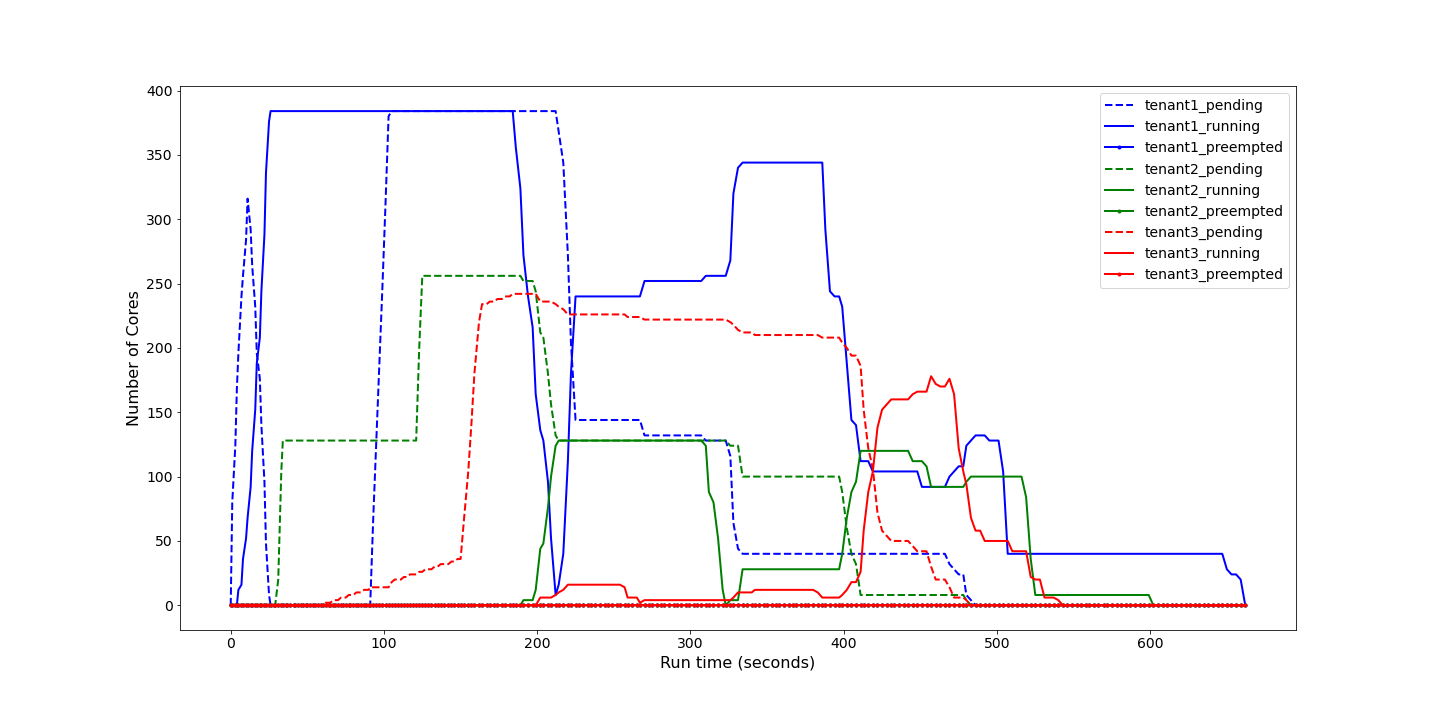 400
350
300
250
200
150
100
50
0
Number of Cores
0 100 200 300 400 500 600
Run time (seconds)
tenant1_pending
tenant1_running
tenant1_preempted
tenant2_pending
tenant2_running
tenant2_preempted
tenant3_pending
tenant3_running
tenant3_preempted